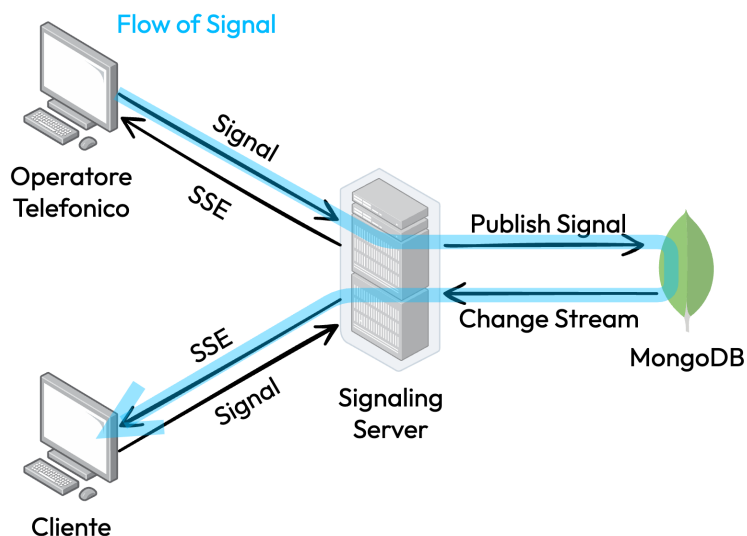 Flow of Signal
Signal
SSE
Operatore
Telefonico
Publish Signal
Change Stream
MongoDB
SSE
Signal
Signaling
Server
Cliente